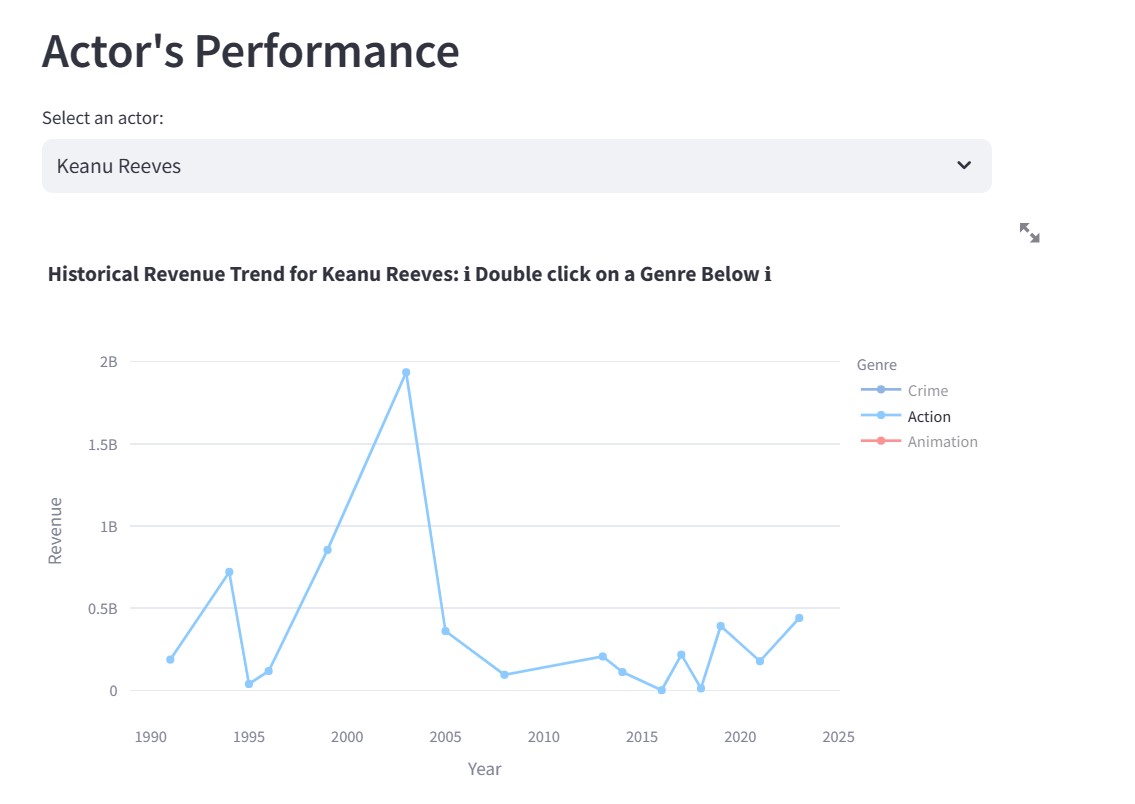 Actor's Performance
Select an actor:
Keanu Reeves
Historical Revenue Trend for Keanu Reeves: i Double click on a Genre Below i
2B
1.5B
1B
0.5B
0
Revenue
1990 1995 2000 2005 2010 2015 2020 2025
Year
Genre
Crime
Action
Animation